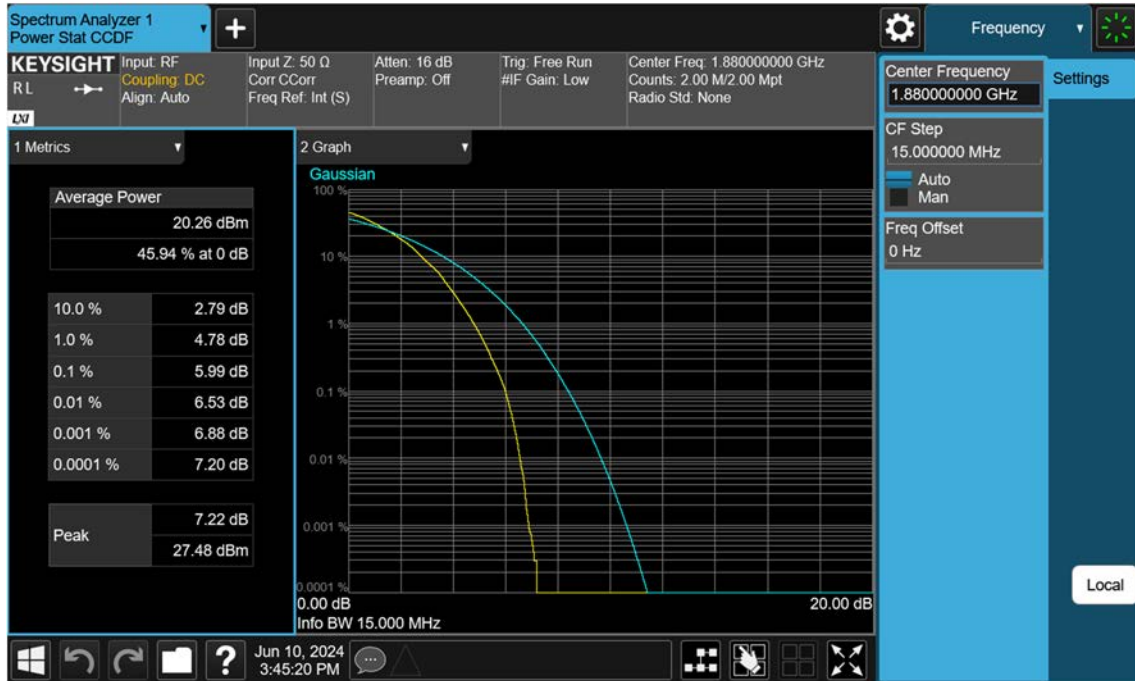 Spectrum Analyzer 1
Power Stat CCDF
Frequency
KEYSIGHT
R L
LXI
Input: RF
Coupling: DC
Align: Auto
Input Z: 50 Ω
Corr CCorr
Freq Ref: Int (S)
Atten: 16 dB
Preamp: Off
Trig: Free Run
#IF Gain: Low
Center Freq: 1.880000000 GHz
Counts: 2.00 M/2.00 Mpt
Radio Std: None
Center Frequency
1.880000000 GHz
Settings
CF Step
15.000000 MHz
Auto
Man
Freq Offset
0 Hz
1 Metrics
Average Power
20.26 dBm
45.94 % at 0 dB
10.0 % 2.79 dB
1.0 % 4.78 dB
0.1 % 5.99 dB
0.01 % 6.53 dB
0.001 % 6.88 dB
0.0001 % 7.20 dB
Peak 7.22 dB
27.48 dBm
2 Graph
Gaussian
100 %
10 %
1 %
0.1 %
0.01 %
0.001 %
0.0001 %
0.00 dB 20.00 dB
Info BW 15.000 MHz
Local
?
Jun 10, 2024
3:45:20 PM